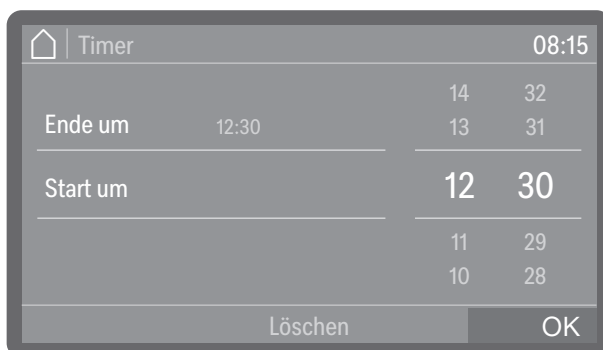 Timer 08:15
14 32
Ende um 12:30 13 31
Start um 12 30
11 29
10 28
Löschen OK